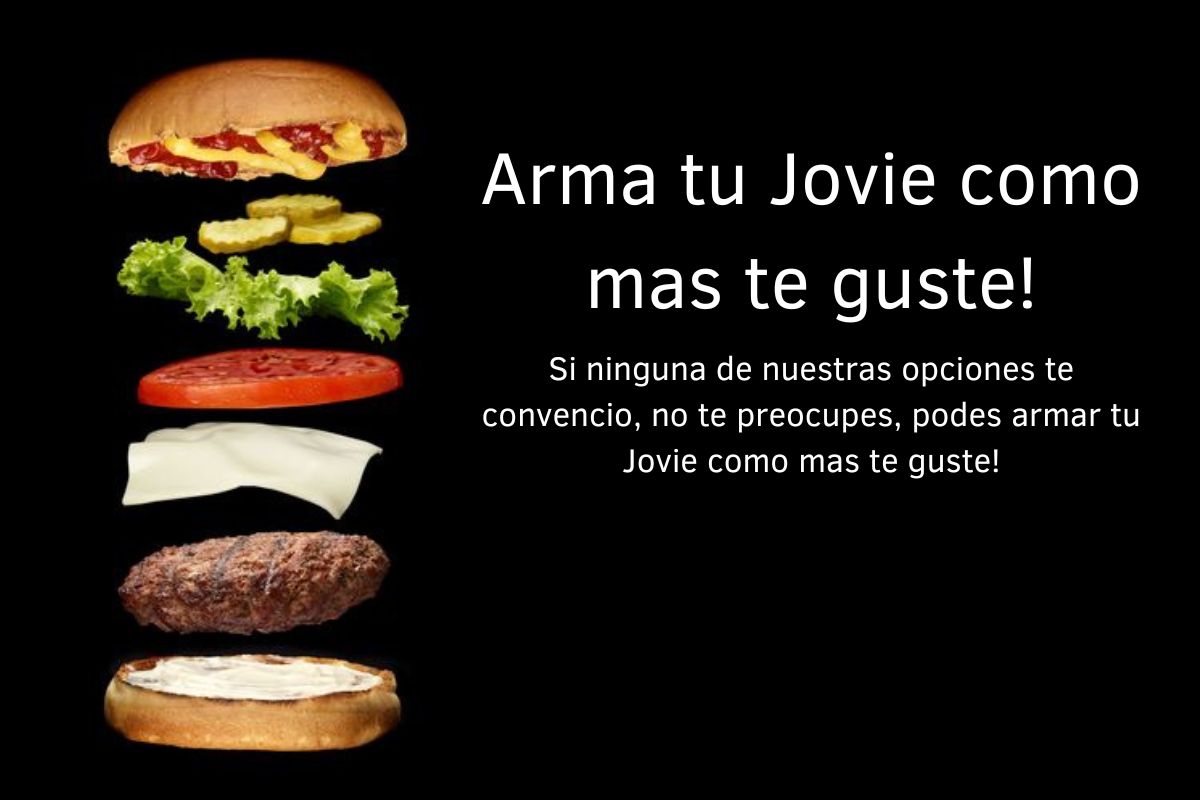 Arma tu Jovie como
mas te guste!
Si ninguna de nuestras opciones te
convencio, no te preocupes, podes armar tu
Jovie como mas te guste!